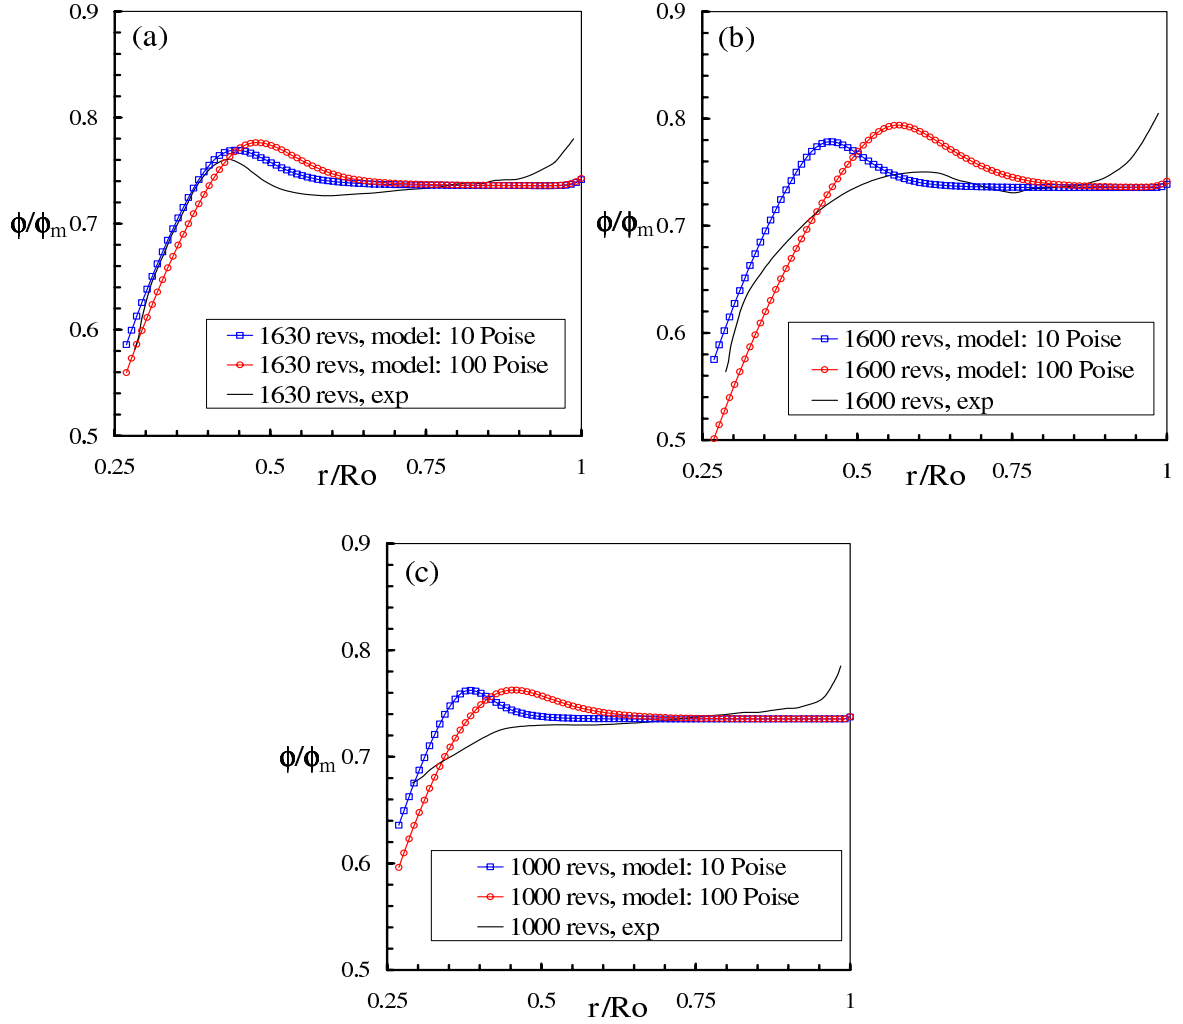 (a)
0.9
0.8
0.7
ϕ/ϕm
0.6
0.5
1630 revs, model: 10 Poise
1630 revs, model: 100 Poise
1630 revs, exp
0.25
0.5
0.75
1
r/Ro
(b)
0.9
0.8
0.7
ϕ/ϕm
0.6
0.5
1600 revs, model: 10 Poise
1600 revs, model: 100 Poise
1600 revs, exp
0.25
0.5
0.75
1
r/Ro
(c)
0.9
0.8
0.7
ϕ/ϕm
0.6
0.5
1000 revs, model: 10 Poise
1000 revs, model: 100 Poise
1000 revs, exp
0.25
0.5
0.75
1
r/Ro